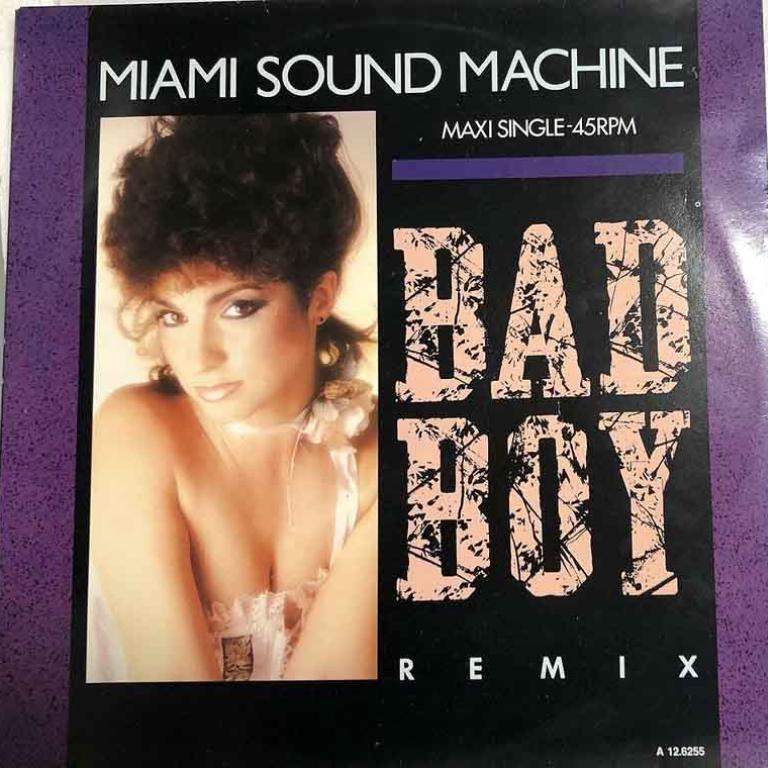 MIAMI SOUND MACHINE
MAXI SINGLE-45RPM
BAD
BOY
REMIX
A 12.6255